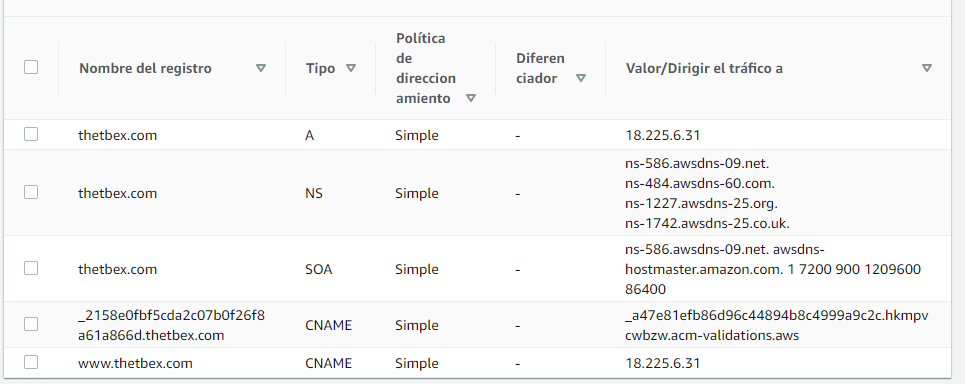 Nombre del registro
Tipo
Política
de
direccion
amiento
Diferen
ciador
Valor/Dirigir el tráfico a
thetbex.com A Simple - 18.225.6.31
thetbex.com NS Simple - ns-586.awsdns-09.net.
ns-484.awsdns-60.com.
ns-1227.awsdns-25.org.
ns-1742.awsdns-25.co.uk.
thetbex.com SOA Simple - ns-586.awsdns-09.net. awsdns-
hostmaster.amazon.com. 1 7200 900 1209600
86400
_2158e0fbf5cda2c07b0f26f8
a61a866d.thetbex.com
CNAME Simple -
_a47e81efb86d96c44894b8c4999a9c2c.hkmpv
cwbzw.acm-validations.aws
www.thetbex.com CNAME Simple - 18.225.6.31